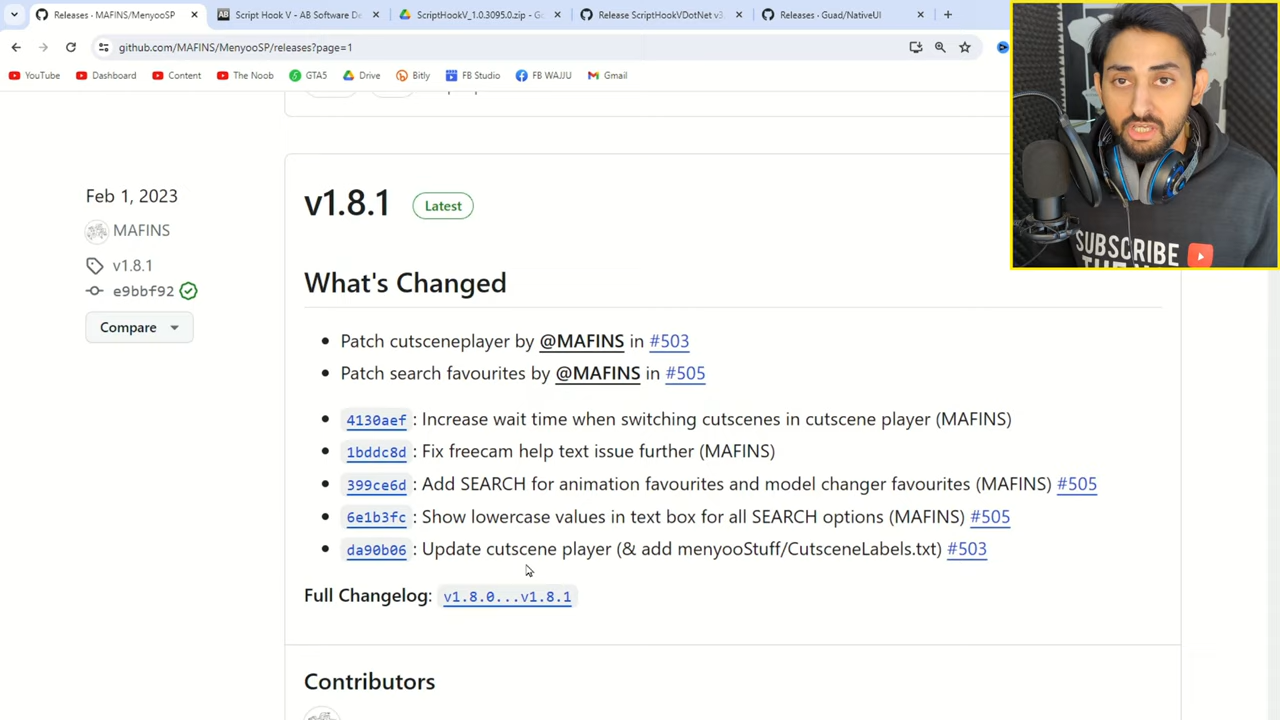 Releases - MAFINS/MenyooSP
Script Hook V - AB Software D
ScriptHookV_1.0.3095.0.zip - Go
Release ScriptHookVDotNet v3
Releases - Guad/NativeUI
github.com/MAFINS/MenyooSP/releases?page=1
YouTube
Dashboard
Content
The Noob
GTA5
Drive
Bitly
FB Studio
FB WAJJU
Gmail
Feb 1, 2023
MAFINS
v1.8.1
e9bbf92
Compare
v1.8.1 Latest
What's Changed
Patch cutsceneplayer by @MAFINS in #503
Patch search favourites by @MAFINS in #505
4130aef: Increase wait time when switching cutscenes in cutscene player (MAFINS)
1bddc8d: Fix freecam help text issue further (MAFINS)
399ce6d: Add SEARCH for animation favourites and model changer favourites (MAFINS) #505
6e1b3fc: Show lowercase values in text box for all SEARCH options (MAFINS) #505
da90b06: Update cutscene player (& add menyooStuff/CutsceneLabels.txt) #503
Full Changelog: v1.8.0...v1.8.1
Contributors
SUBSCRIBE